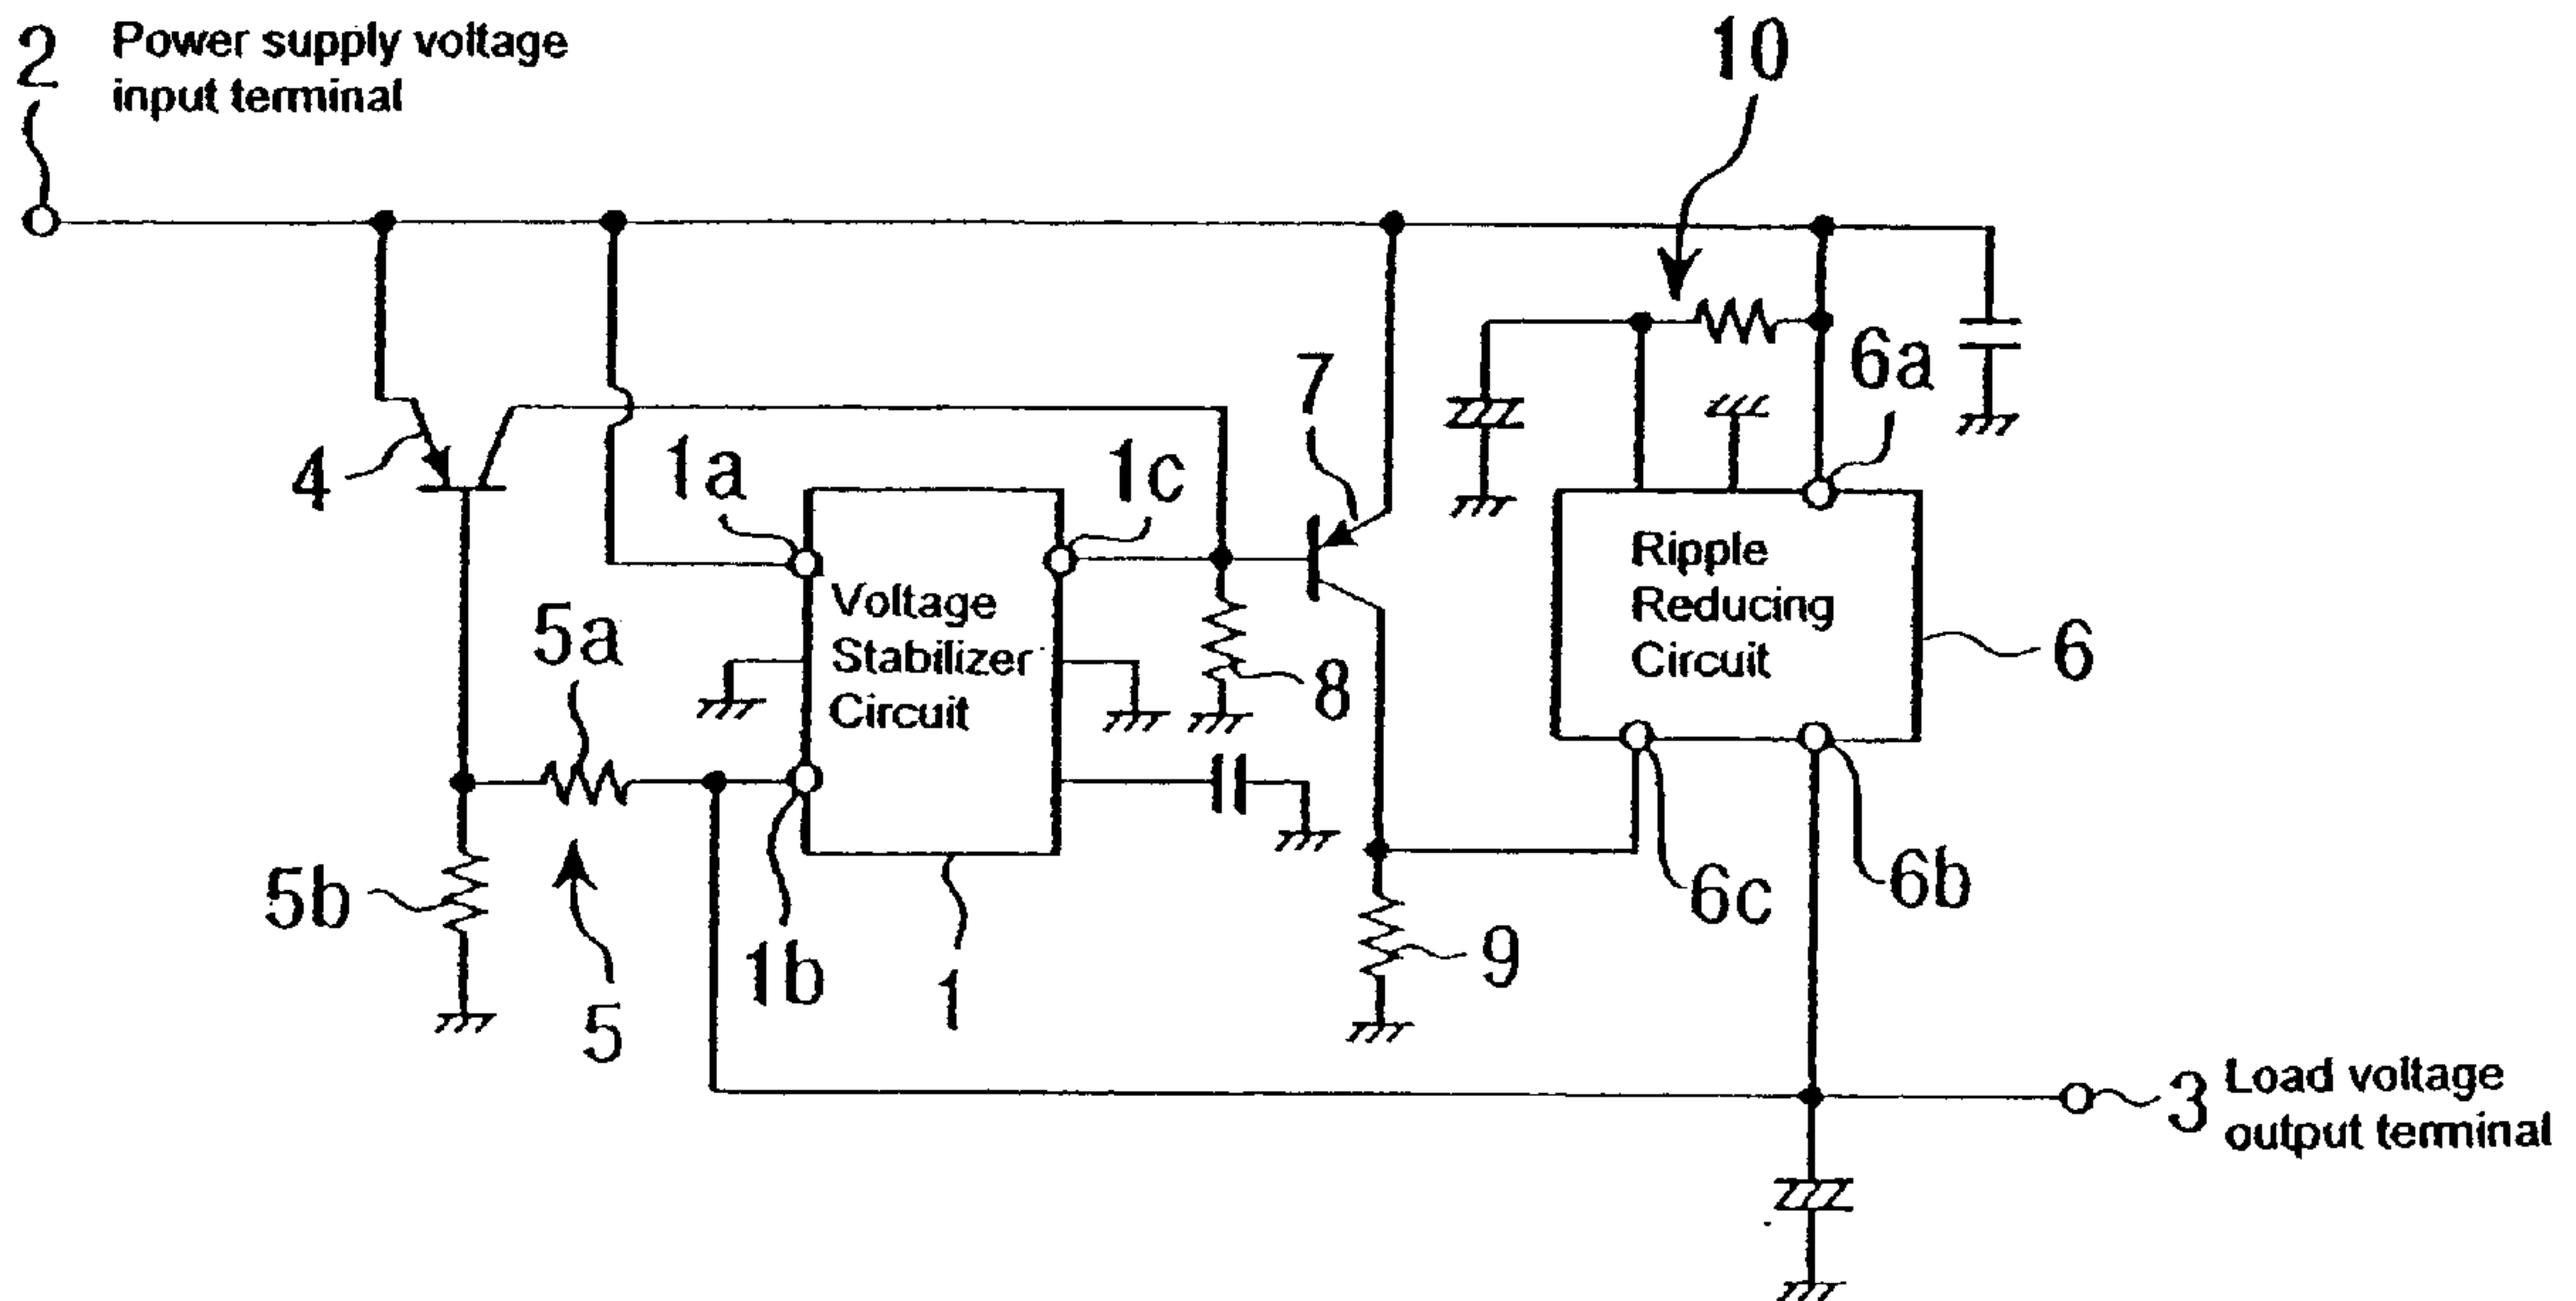 2
Power supply voltage
input terminal
10
7
6a
4
1a
1c
Ripple
Reducing
Circuit
Voltage
Stabilizer
Circuit
5a
8
6
5b
6c
6b
9
1b
1
5
3
Load voltage
output terminal